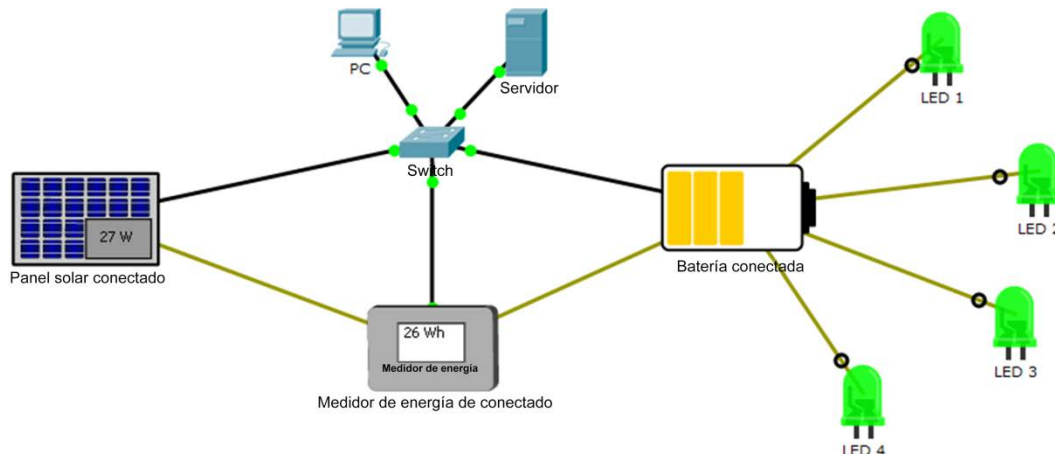 PC
Servidor
Switch
LED 1
LED 2
27 W
Panel solar conectado
Batería conectada
26 Wh
Medidor de energía
Medidor de energía de conectado
LED 3
LED 4